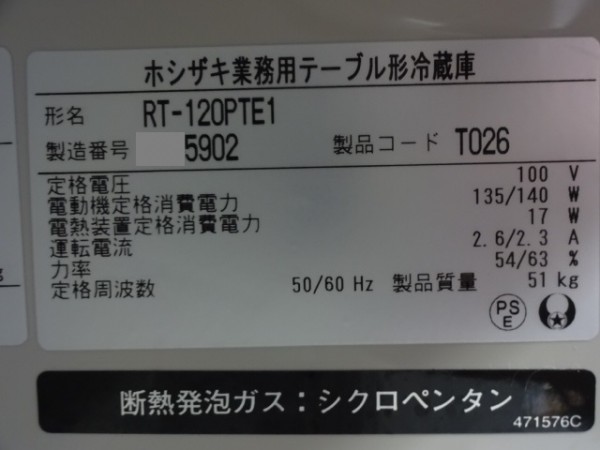 ホシザキ業務用テーブル形冷蔵庫
形名 RT-120PTE1
製造番号 5902 製品コード T026
定格電圧 100 V
電動機定格消費電力 135/140 W
電熱装置定格消費電力 17 W
運転電流 2.6/2.3 A
力率 54/63 %
定格周波数 50/60 Hz 製品質量 51 kg
PS
E
断熱発泡ガス：シクロペンタン
471576C